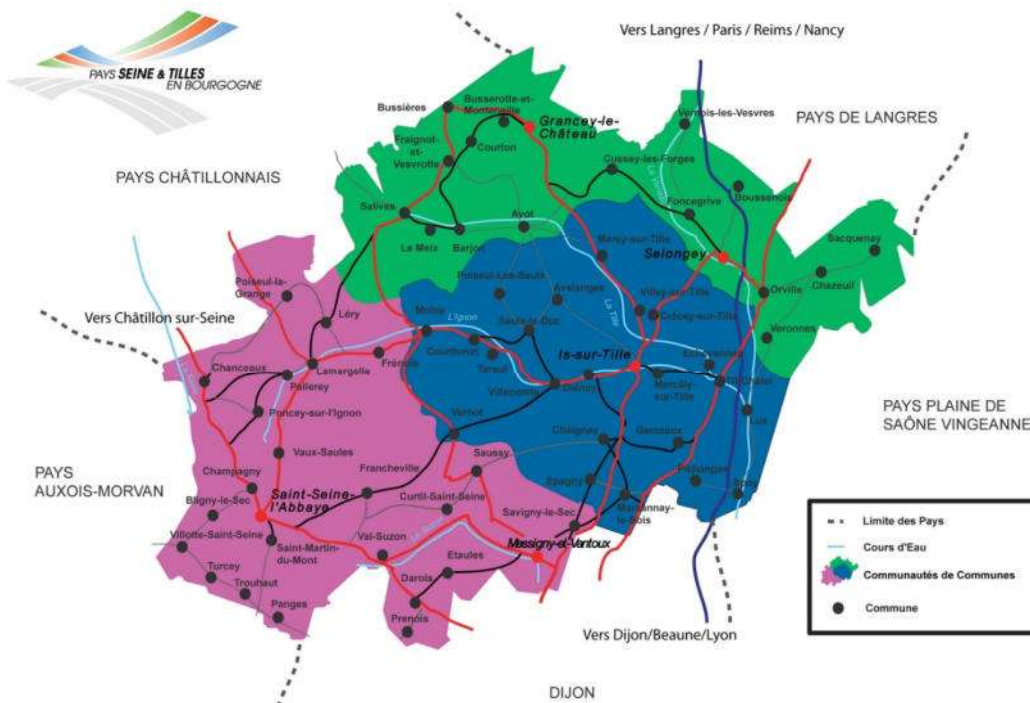 PAYS SEINE & TILLES
EN BOURGOGNE
Vers Langres / Paris / Reims / Nancy
PAYS DE LANGRES
PAYS CHÂTILLONNAIS
Bussières
Busserotte-et-
Montenaille
Grancey-le-
Château
Vernois-les-Vesvres
Fraignot-
et-
Vesvrotte
Courlon
Cussey-les-Forges
Boussenois
Foncegrive
Salives
Le Meix
Barjon
Avot
Marey-sur-Tille
Selongey
Sacquenay
Chazeuil
Orville
Veronnes
Poiseul-la-
Grange
Léry
Avelanges
La Tille
Villey-sur-Tille
Crécey-sur-Tille
Vers Châtillon sur-Seine
Moloy
L'Ignon
Saulx-le-Duc
Courtivron
Tarsul
Is-sur-Tille
Echevannes
Til-Châtel
Chanceaux
Pellerey
Lamargelle
Frénois
Villecomte
Diénay
Marcilly-
sur-Tille
Lux
Poncey-sur-l'Ignon
Vernot
Chaignay
Gemeaux
PAYS PLAINE DE
SAÔNE VINGEANNE
PAYS
AUXOIS-MORVAN
Champagny
Vaux-Saules
Francheville
Saussy
Epagny
Pichanges
Spoy
Bligny-le-Sec
Saint-Seine-
l'Abbaye
Curtil-Saint-Seine
Savigny-le-Sec
Marsannay-
le-Bois
Villotte-Saint-Seine
Saint-Martin-
du-Mont
Val-Suzon
Le Suzon
Messigny-et-Vantoux
Turcey
Trouhaut
Panges
Etaules
Darois
Prenois
Vers Dijon/Beaune/Lyon
DIJON
Limite des Pays
Cours d'Eau
Communautés de Communes
Commune